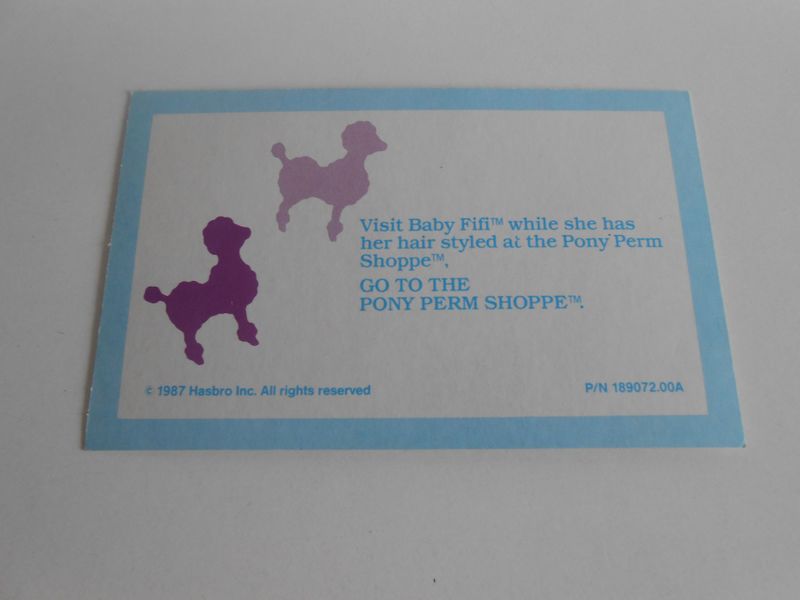 Visit Baby Fifi™ while she has
her hair styled at the Pony Perm
Shoppe™,
GO TO THE
PONY PERM SHOPPE™.
© 1987 Hasbro Inc. All rights reserved
P/N 189072.00A